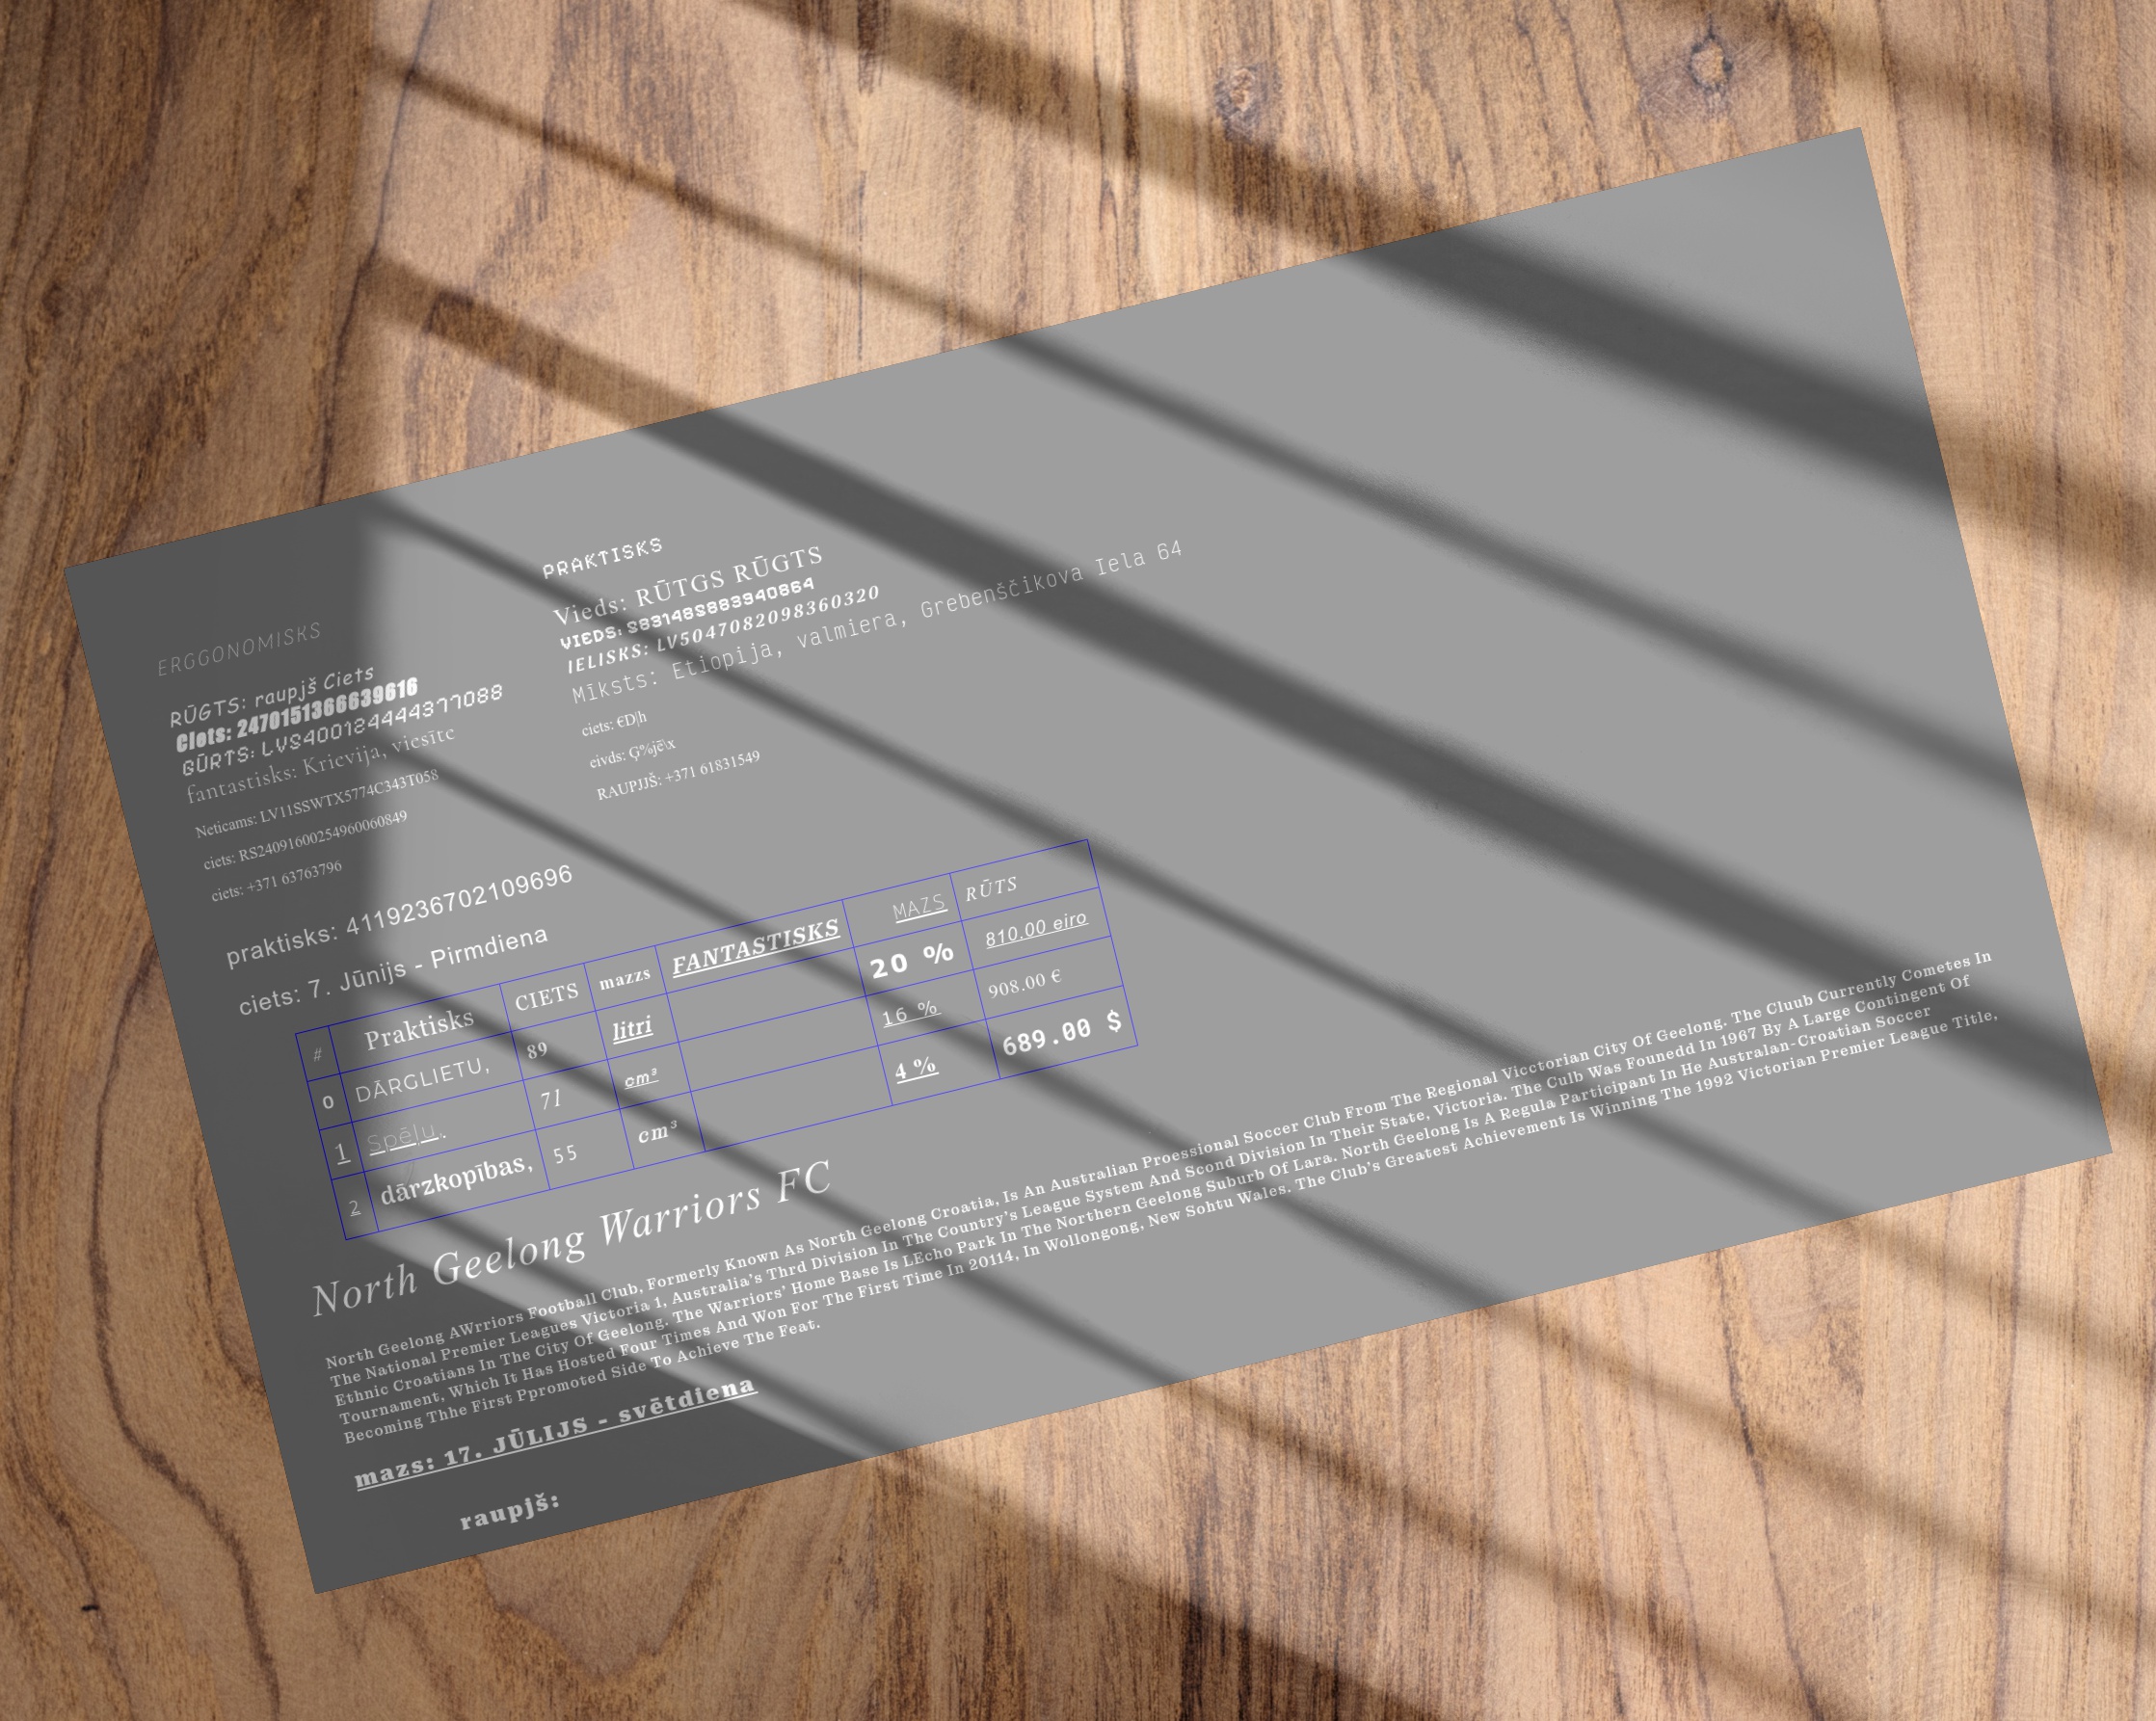 ERGGONOMISKS
RŪGTS: raupjš Ciets
Ciets: 2470151366639616
GŪRTS: LVS400184444377088
fantastisks: Kricvija, vicsītc
Neticams: LV11SSWTX5774C343T058
ciets: RS24091600254960060849
ciets: +371 63763796
PRAKTISKS
Vieds: RŪTGS RŪGTS
VIEDS: S83148S883940864
IELISKS: LV5047082098360320
Mīksts: Etiopija, valmiera, Grebenščikova Iela 64
ciets: €D|h
eivds: Ģ%jē\x
RAUPJJŠ: +371 61831549
praktisks: 4119236702109696
ciets: 7. Jūnijs - Pirmdiena
# Praktisks CIETS mazzs FANTASTISKS MAZS RŪTS
0 DĀRGLIETU, 89 litri 20 % 810.00 eiro
1 Spēļu, 71 cm³ 16 % 908.00 €
2 dārzkopības, 55 cm³ 4 % 689.00 $
North Geelong Warriors FC
North Geelong AWrriors Football Club, Formerly Known As North Geelong Croatia, Is An Australian Proessional Soccer Club From The Regional Vicctorian City Of Geelong. The Cluub Currently Cometes In
The National Premier Leagues Victoria 1, Australia's Thrd Division In The Country's League System And Scond Division In Their State, Victoria. The Culb Was Founedd In 1967 By A Large Contingent Of
Ethnic Croatians In The City Of Geelong. The Warriors' Home Base Is LEcho Park In The Northern Geelong Suburb Of Lara. North Geelong Is A Regula Participant In He Australan-Croatian Soccer
Tournament, Which It Has Hosted Four Times And Won For The First Time In 20114, In Wollongong, New Sohtu Wales. The Club's Greatest Achievement Is Winning The 1992 Victorian Premier League Title,
Becoming Thhe First Ppromoted Side To Achieve The Feat.
mazs: 17. JŪLIJS - svētdiena
raupjš: